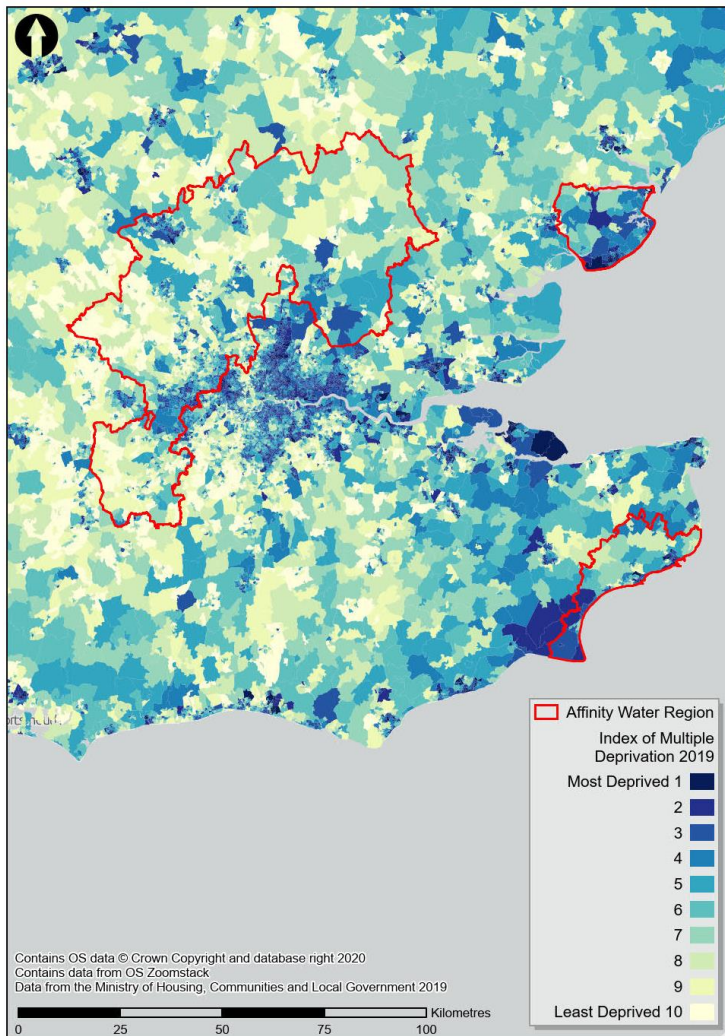 Affinity Water Region
Index of Multiple
Deprivation 2019
Most Deprived 1
2
3
4
5
6
7
8
9
Least Deprived 10
Contains OS data © Crown Copyright and database right 2020
Contains data from OS Zoomstack
Data from the Ministry of Housing, Communities and Local Government 2019
Kilometres
0 25 50 75 100